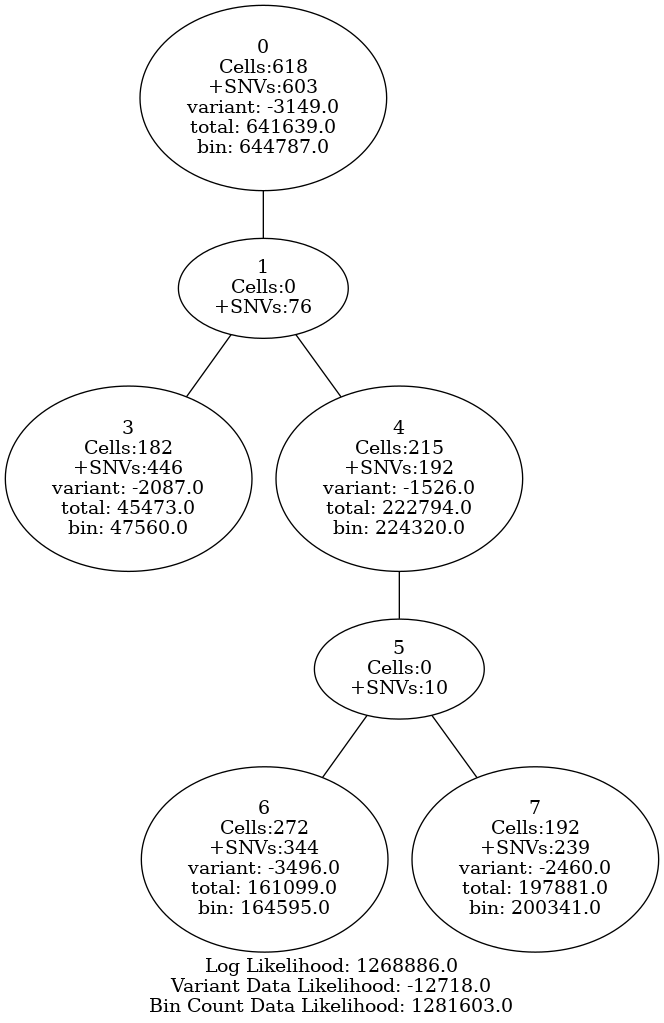 0
Cells:618
+SNVs:603
variant: -3149.0
total: 641639.0
bin: 644787.0
1
Cells:0
+SNVs:76
3
Cells:182
+SNVs:446
variant: -2087.0
total: 45473.0
bin: 47560.0
4
Cells:215
+SNVs:192
variant: -1526.0
total: 222794.0
bin: 224320.0
5
Cells:0
+SNVs:10
6
Cells:272
+SNVs:344
variant: -3496.0
total: 161099.0
bin: 164595.0
7
Cells:192
+SNVs:239
variant: -2460.0
total: 197881.0
bin: 200341.0
Log Likelihood: 1268886.0
Variant Data Likelihood: -12718.0
Bin Count Data Likelihood: 1281603.0